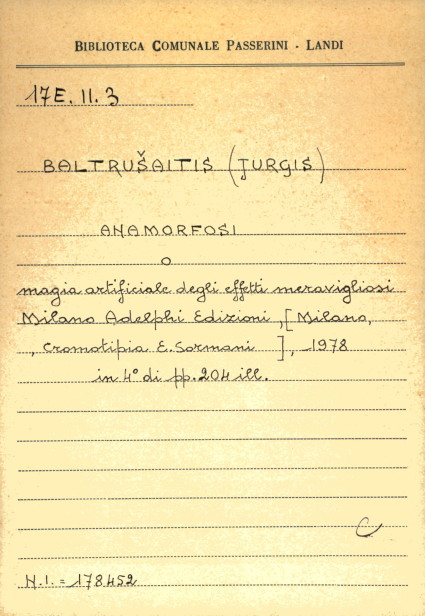 BIBLIOTECA COMUNALE PASSERINI - LANDI
17E. II. 3
BALTRUŠAITIS (JURGIS)
ANAMORFOSI
O
magia artificiale degli effetti meravigliosi
Milano Adelphi Edizioni, [Milano,
, Cromotipia E. Sormani ], 1978
in 4° di pp. 204 ill.
C
N.I. = 178452